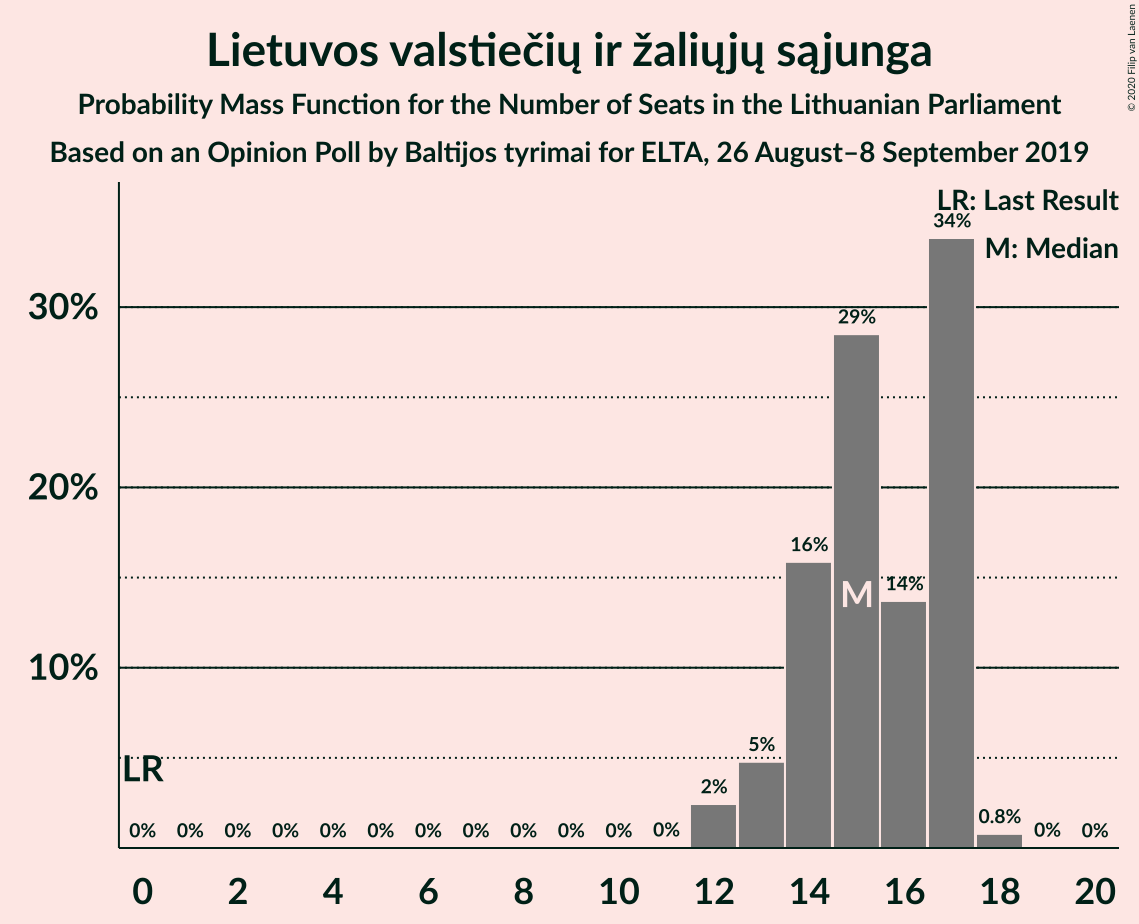 Lietuvos valstiečių ir žaliųjų sąjunga
Probability Mass Function for the Number of Seats in the Lithuanian Parliament
Based on an Opinion Poll by Baltijos tyrimai for ELTA, 26 August–8 September 2019
© 2020 Filip van Laenen
LR: Last Result
M: Median
34%
30%
29%
20%
16%
14%
M
10%
5%
LR
2%
0.8%
0% 0% 0% 0% 0% 0% 0% 0% 0% 0% 0% 0% 0% 0%
0 2 4 6 8 10 12 14 16 18 20